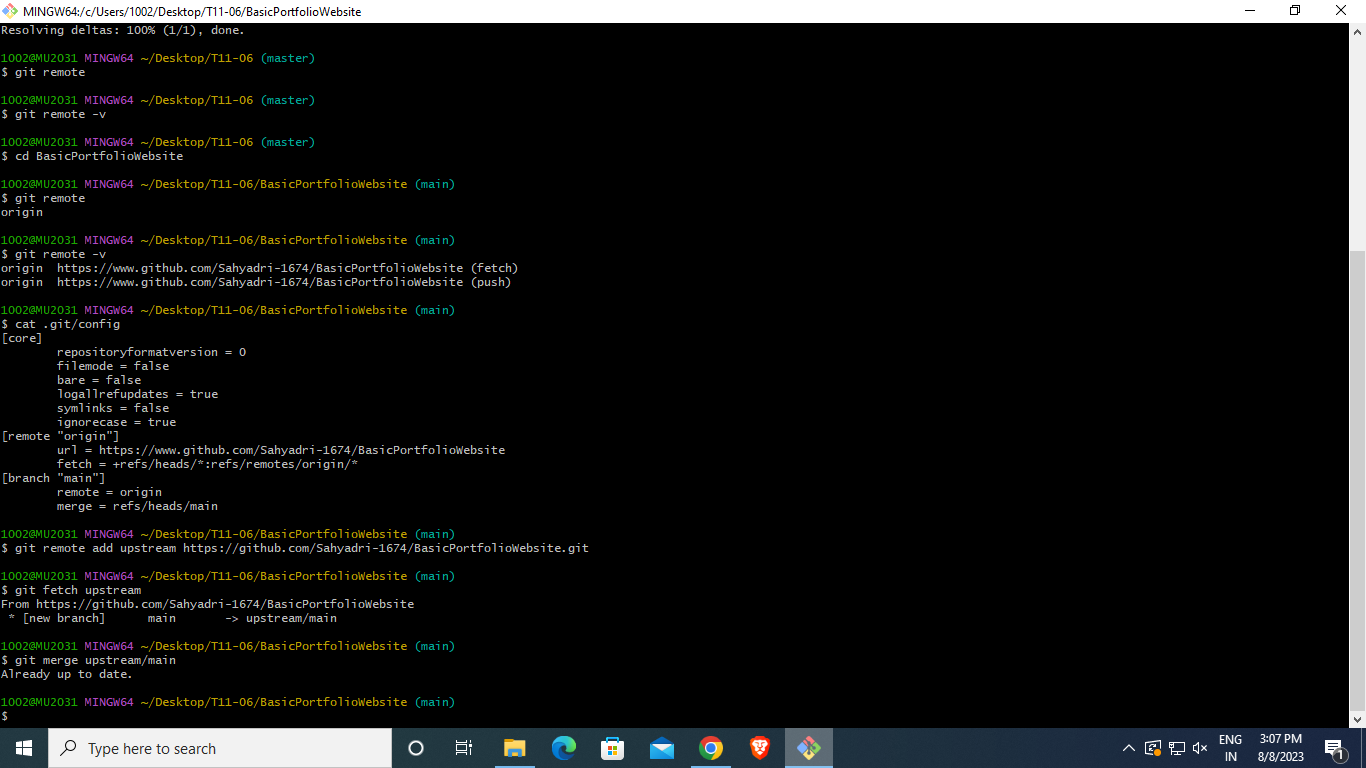 MINGW64:/c/Users/1002/Desktop/T11-06/BasicPortfolioWebsite
Resolving deltas: 100% (1/1), done.
1002@MU2031 MINGW64 ~/Desktop/T11-06 (master)
$ git remote
1002@MU2031 MINGW64 ~/Desktop/T11-06 (master)
$ git remote -v
1002@MU2031 MINGW64 ~/Desktop/T11-06 (master)
$ cd BasicPortfolioWebsite
1002@MU2031 MINGW64 ~/Desktop/T11-06/BasicPortfolioWebsite (main)
$ git remote
origin
1002@MU2031 MINGW64 ~/Desktop/T11-06/BasicPortfolioWebsite (main)
$ git remote -v
origin  https://www.github.com/Sahyadri-1674/BasicPortfolioWebsite (fetch)
origin  https://www.github.com/Sahyadri-1674/BasicPortfolioWebsite (push)
1002@MU2031 MINGW64 ~/Desktop/T11-06/BasicPortfolioWebsite (main)
$ cat .git/config
[core]
        repositoryformatversion = 0
        filemode = false
        bare = false
        logallrefupdates = true
        symlinks = false
        ignorecase = true
[remote "origin"]
        url = https://www.github.com/Sahyadri-1674/BasicPortfolioWebsite
        fetch = +refs/heads/*:refs/remotes/origin/*
[branch "main"]
        remote = origin
        merge = refs/heads/main
1002@MU2031 MINGW64 ~/Desktop/T11-06/BasicPortfolioWebsite (main)
$ git remote add upstream https://github.com/Sahyadri-1674/BasicPortfolioWebsite.git
1002@MU2031 MINGW64 ~/Desktop/T11-06/BasicPortfolioWebsite (main)
$ git fetch upstream
From https://github.com/Sahyadri-1674/BasicPortfolioWebsite
 * [new branch]      main       -> upstream/main
1002@MU2031 MINGW64 ~/Desktop/T11-06/BasicPortfolioWebsite (main)
$ git merge upstream/main
Already up to date.
1002@MU2031 MINGW64 ~/Desktop/T11-06/BasicPortfolioWebsite (main)
$
Type here to search
ENG
IN
3:07 PM
8/8/2023
1